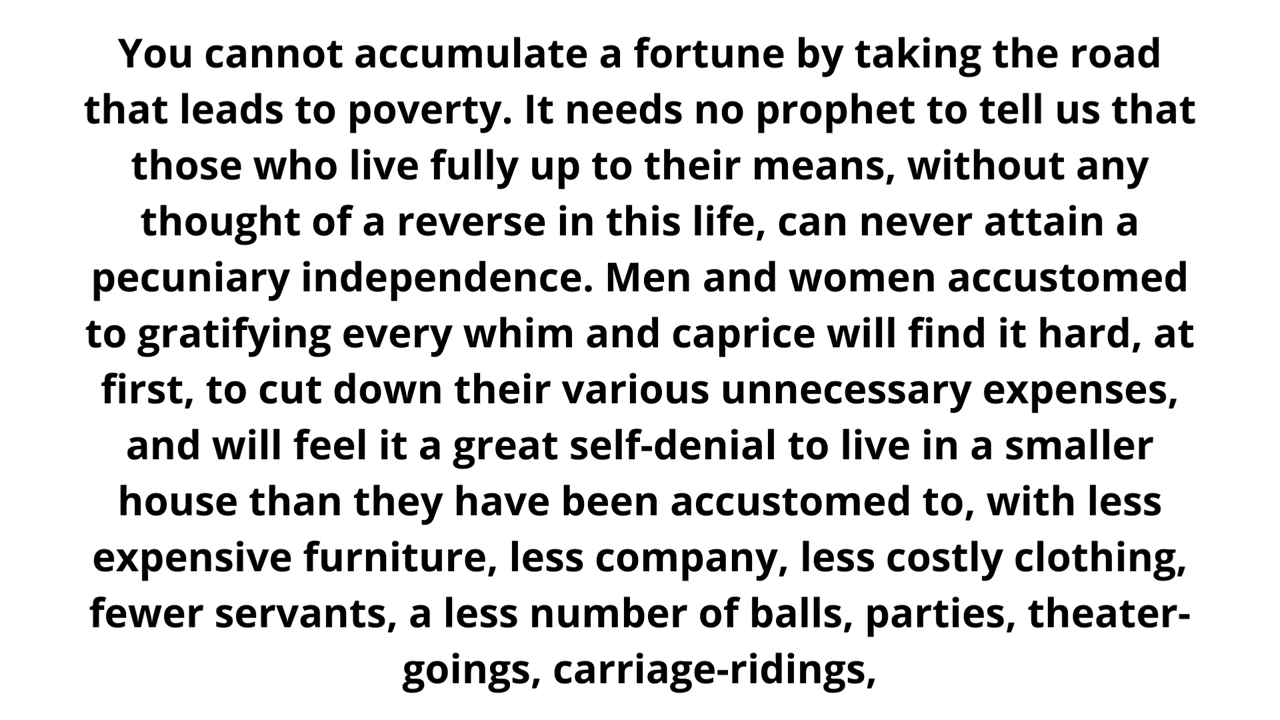 You cannot accumulate a fortune by taking the road
that leads to poverty. It needs no prophet to tell us that
those who live fully up to their means, without any
thought of a reverse in this life, can never attain a
pecuniary independence. Men and women accustomed
to gratifying every whim and caprice will find it hard, at
first, to cut down their various unnecessary expenses,
and will feel it a great self-denial to live in a smaller
house than they have been accustomed to, with less
expensive furniture, less company, less costly clothing,
fewer servants, a less number of balls, parties, theater-
goings, carriage-ridings,